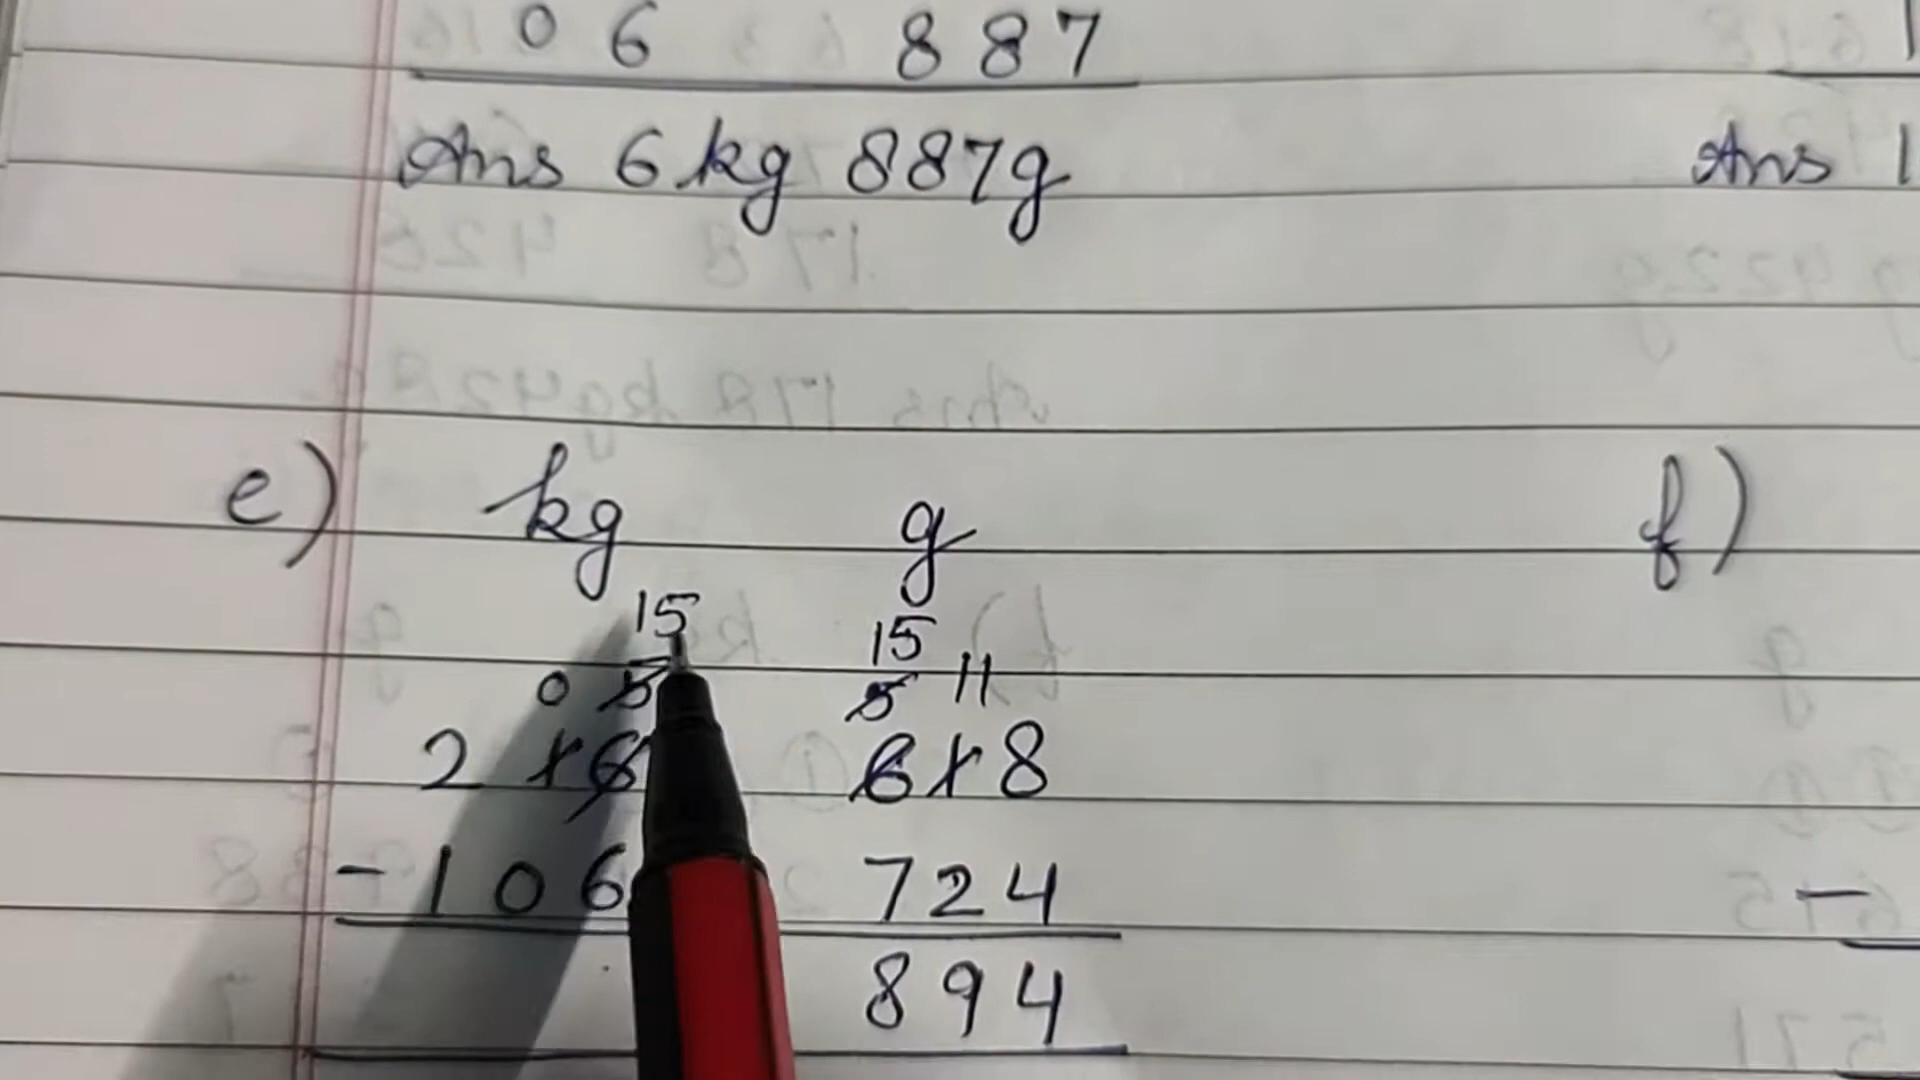 0 6 887
Ans 6 kg 887g
Ans 1
e) kg g
f)
15 15
0 5 5 11
2 1 6 6 1 8
- 1 0 6 7 2 4
-
8 9 4